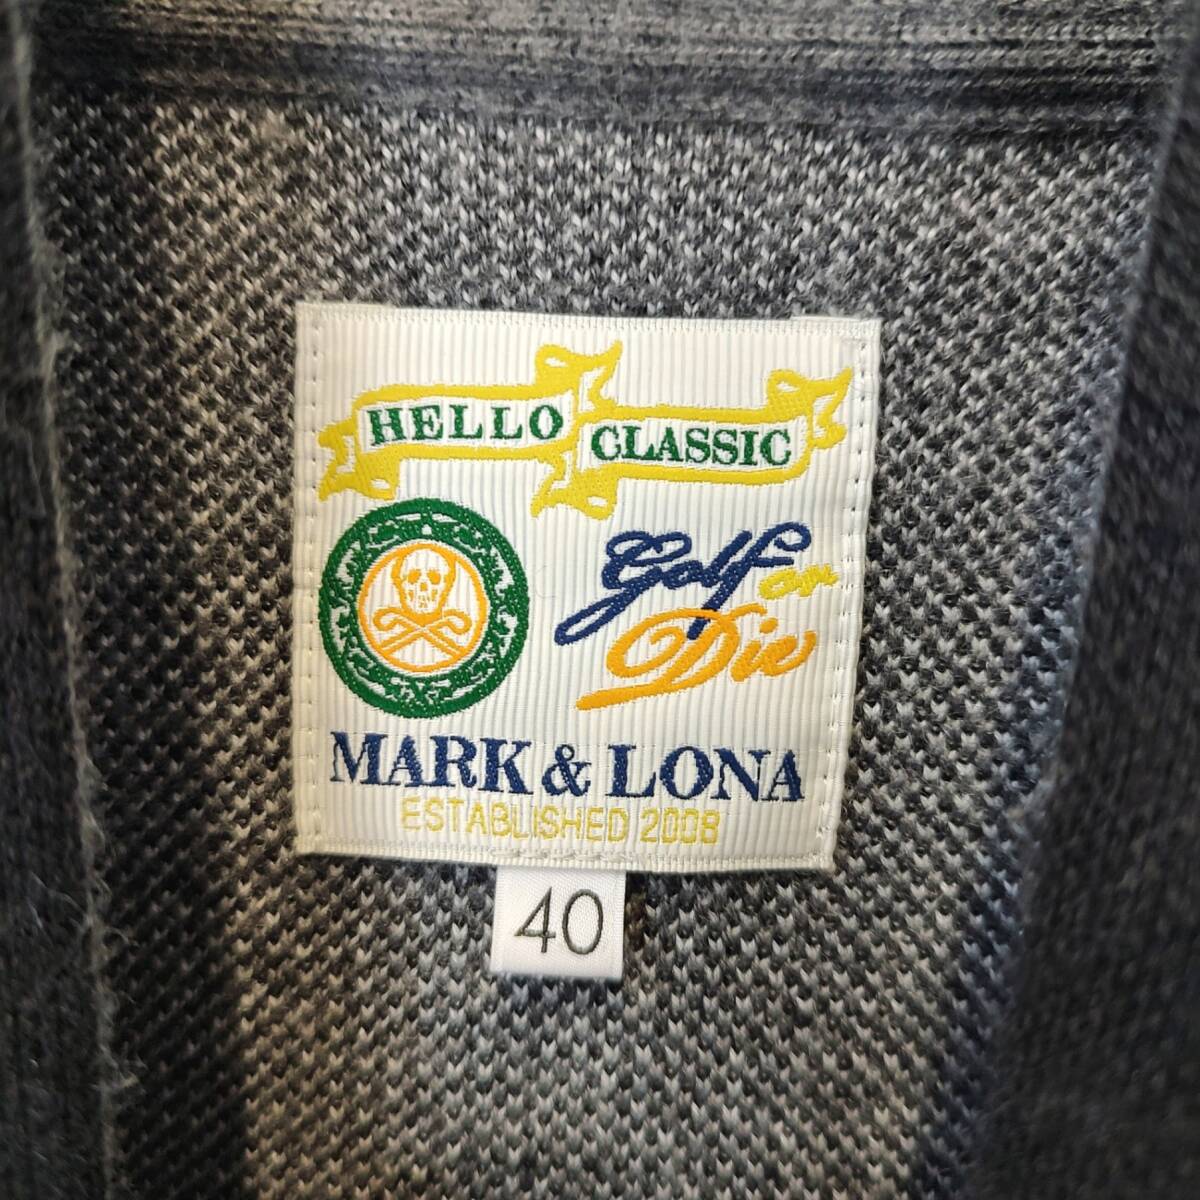 HELLO CLASSIC
Golf or
Die
MARK & LONA
ESTABLISHED 2008
40